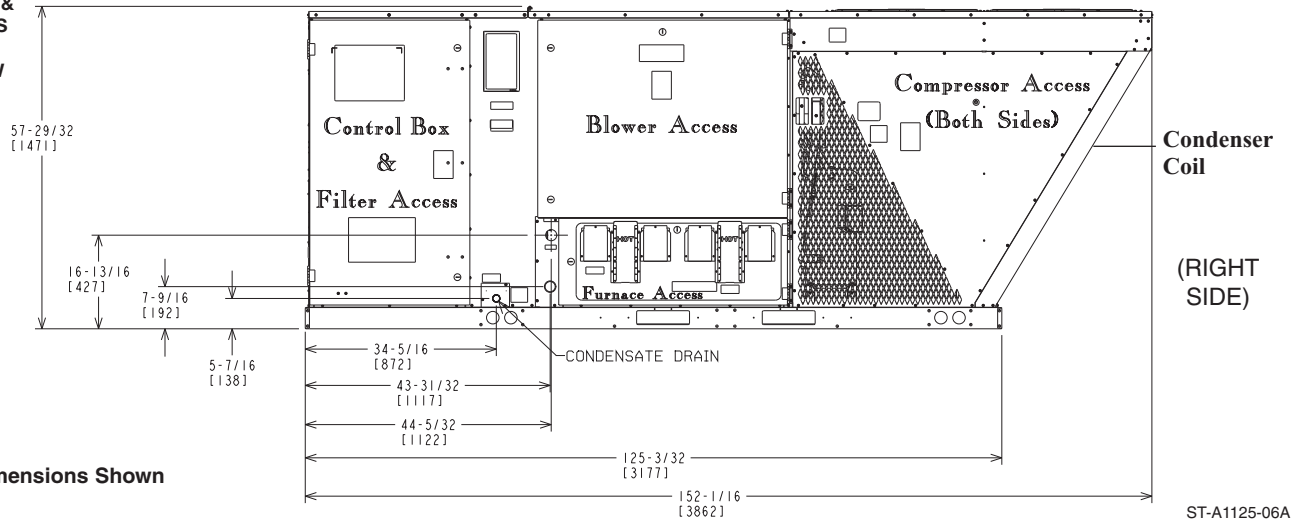 &
S
57-29/32
[1471]
Control Box
&
Filter Access
Blower Access
Compressor Access
(Both Sides)
Condenser
Coil
HOT
HOT
Furnace Access
16-13/16
[427]
7-9/16
[192]
5-7/16
[138]
(RIGHT
SIDE)
34-5/16
[872]
CONDENSATE DRAIN
43-31/32
[1117]
44-5/32
[1122]
125-3/32
[3177]
mensions Shown
152-1/16
[3862]
ST-A1125-06A